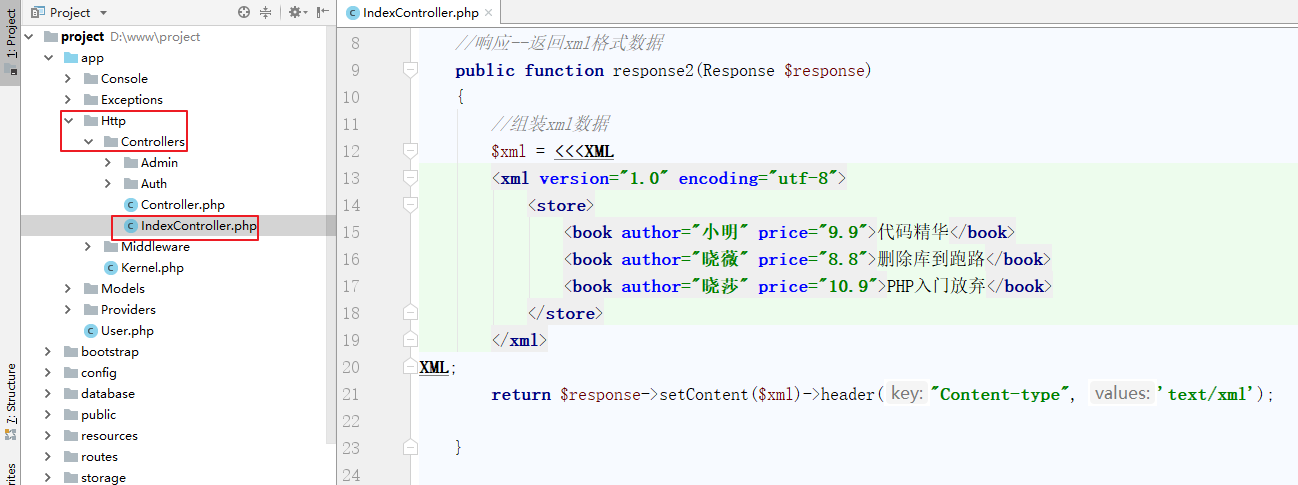 1: Project
7: Structure
rites
Project
project D:\www\project
app
Console
Exceptions
Http
Controllers
Admin
Auth
Controller.php
IndexController.php
Middleware
Kernel.php
Models
Providers
User.php
bootstrap
config
database
public
resources
routes
storage
IndexController.php
8 //响应--返回xml格式数据
9 public function response2(Response $response)
10 {
11 //组装xml数据
12 $xml = <<<XML
13 <xml version="1.0" encoding="utf-8">
14 <store>
15 <book author="小明" price="9.9">代码精华</book>
16 <book author="晓薇" price="8.8">删除库到跑路</book>
17 <book author="晓莎" price="10.9">PHP入门放弃</book>
18 </store>
19 </xml>
20 XML;
21 return $response->setContent($xml)->header( key: "Content-type", values: 'text/xml');
22
23 }
24